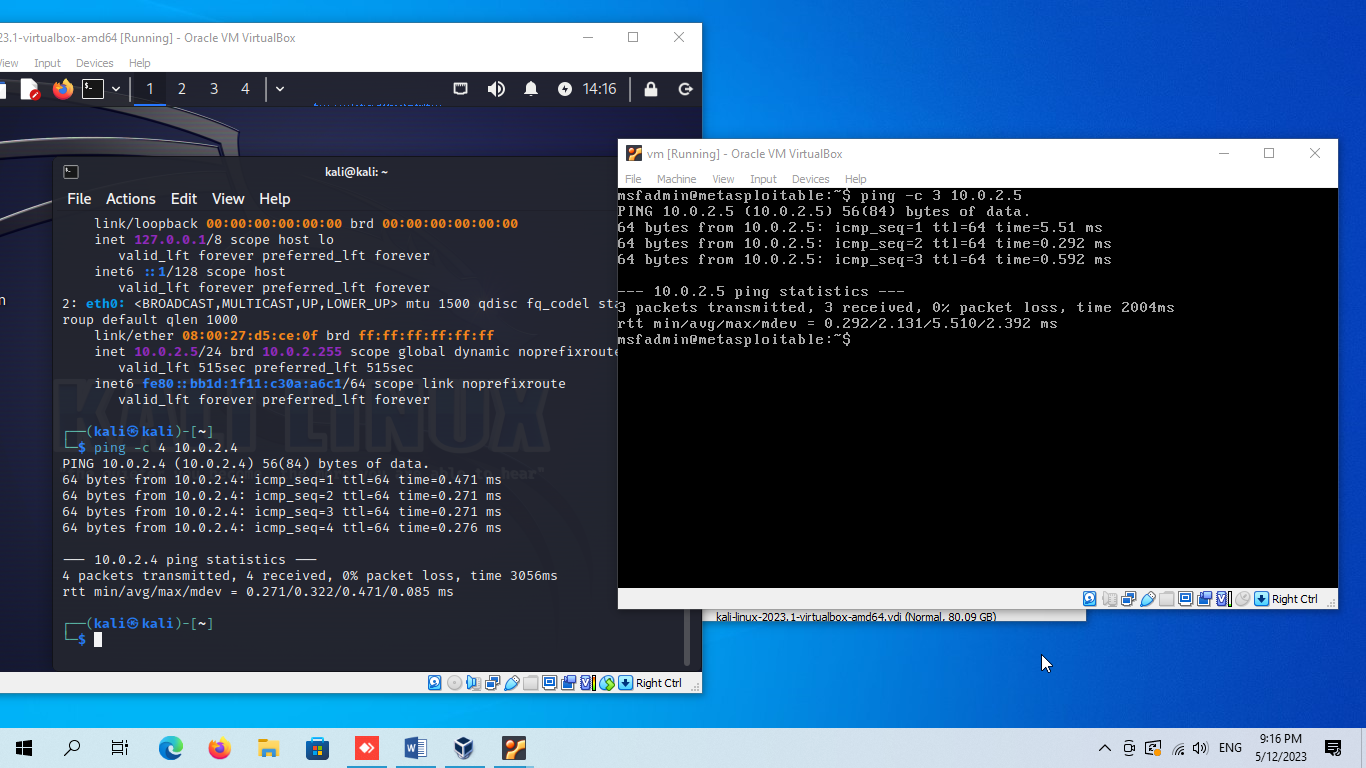 23.1-virtualbox-amd64 [Running] - Oracle VM VirtualBox
View Input Devices Help
1 2 3 4 14:16
kali@kali: ~
File Actions Edit View Help
link/loopback 00:00:00:00:00:00 brd 00:00:00:00:00:00
inet 127.0.0.1/8 scope host lo
valid_lft forever preferred_lft forever
inet6 ::1/128 scope host
valid_lft forever preferred_lft forever
2: eth0: <BROADCAST,MULTICAST,UP,LOWER_UP> mtu 1500 qdisc fq_codel sta
roup default qlen 1000
link/ether 08:00:27:d5:ce:0f brd ff:ff:ff:ff:ff:ff
inet 10.0.2.5/24 brd 10.0.2.255 scope global dynamic noprefixroute
valid_lft 515sec preferred_lft 515sec
inet6 fe80::bb1d:1f11:c30a:a6c1/64 scope link noprefixroute
valid_lft forever preferred_lft forever
KALI LINUX
┌──(kali㉿kali)-[~]
└─$ ping -c 4 10.0.2.4
PING 10.0.2.4 (10.0.2.4) 56(84) bytes of data.
64 bytes from 10.0.2.4: icmp_seq=1 ttl=64 time=0.471 ms
64 bytes from 10.0.2.4: icmp_seq=2 ttl=64 time=0.271 ms
64 bytes from 10.0.2.4: icmp_seq=3 ttl=64 time=0.271 ms
64 bytes from 10.0.2.4: icmp_seq=4 ttl=64 time=0.276 ms
--- 10.0.2.4 ping statistics ---
4 packets transmitted, 4 received, 0% packet loss, time 3056ms
rtt min/avg/max/mdev = 0.271/0.322/0.471/0.085 ms
┌──(kali㉿kali)-[~]
└─$
Right Ctrl
vm [Running] - Oracle VM VirtualBox
File Machine View Input Devices Help
msfadmin@metasploitable:~$ ping -c 3 10.0.2.5
PING 10.0.2.5 (10.0.2.5) 56(84) bytes of data.
64 bytes from 10.0.2.5: icmp_seq=1 ttl=64 time=5.51 ms
64 bytes from 10.0.2.5: icmp_seq=2 ttl=64 time=0.292 ms
64 bytes from 10.0.2.5: icmp_seq=3 ttl=64 time=0.592 ms
--- 10.0.2.5 ping statistics ---
3 packets transmitted, 3 received, 0% packet loss, time 2004ms
rtt min/avg/max/mdev = 0.292/2.131/5.510/2.392 ms
msfadmin@metasploitable:~$
Right Ctrl
kali-linux-2023.1-virtualbox-amd64.vdi (Normal, 80.09 GB)
ENG
9:16 PM
5/12/2023